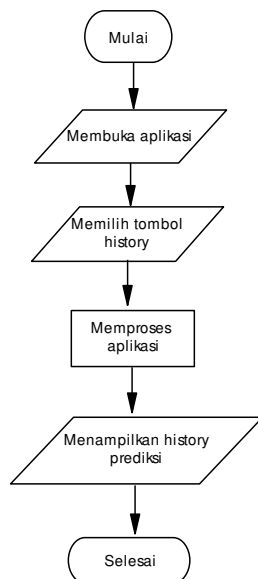 Mulai
Membuka aplikasi
Memilih tombol
history
Memproses
aplikasi
Menampilkan history
prediksi
Selesai